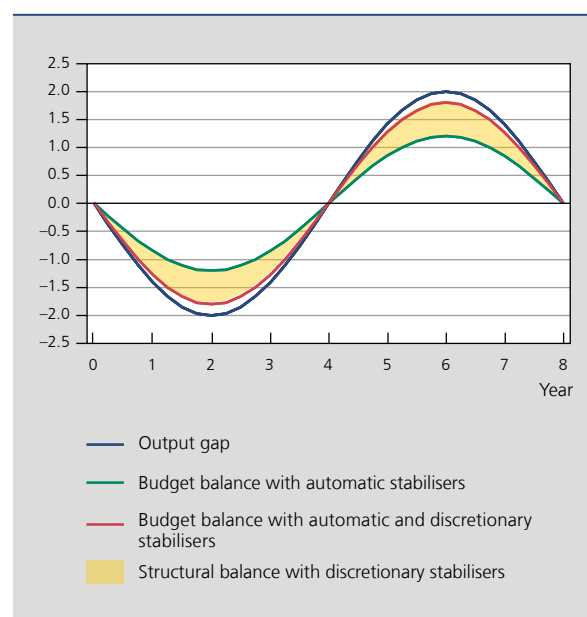 2.5
2.0
1.5
1.0
0.5
0.0
–0.5
–1.0
–1.5
–2.0
–2.5
0 1 2 3 4 5 6 7 8
Year
Output gap
Budget balance with automatic stabilisers
Budget balance with automatic and discretionary
stabilisers
Structural balance with discretionary stabilisers